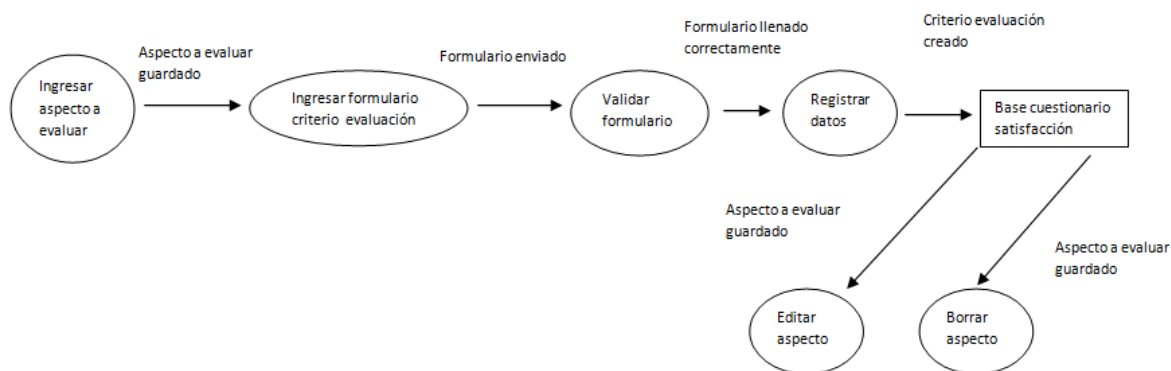 Aspecto a evaluar
guardado
Formulario enviado
Formulario llenado
correctamente
Criterio evaluación
creado
Ingresar
aspecto a
evaluar
Ingresar formulario
criterio evaluación
Validar
formulario
Registrar
datos
Base cuestionario
satisfacción
Aspecto a evaluar
guardado
Aspecto a evaluar
guardado
Editar
aspecto
Borrar
aspecto